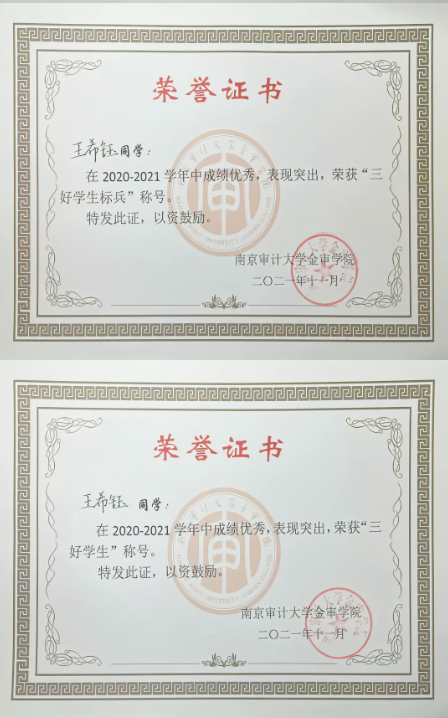 荣誉证书
王希钰同学：
在 2020-2021 学年中成绩优秀，表现突出，荣获“三
好学生标兵”称号。
特发此证，以资鼓励。
南京审计大学金审学院
二〇二一年十一月
荣誉证书
王希钰 同学：
在 2020-2021 学年中成绩优秀，表现突出，荣获“三
好学生”称号。
特发此证，以资鼓励。
南京审计大学金审学院
二〇二一年十一月